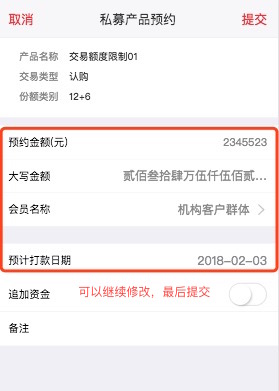 取消 私募产品预约 提交
产品名称 交易额度限制01
交易类型 认购
份额类别 12+6
预约金额(元) 2345523
大写金额 贰佰叁拾肆万伍仟伍佰贰...
会员名称 机构客户群体
预计打款日期 2018-02-03
追加资金 可以继续修改，最后提交
备注